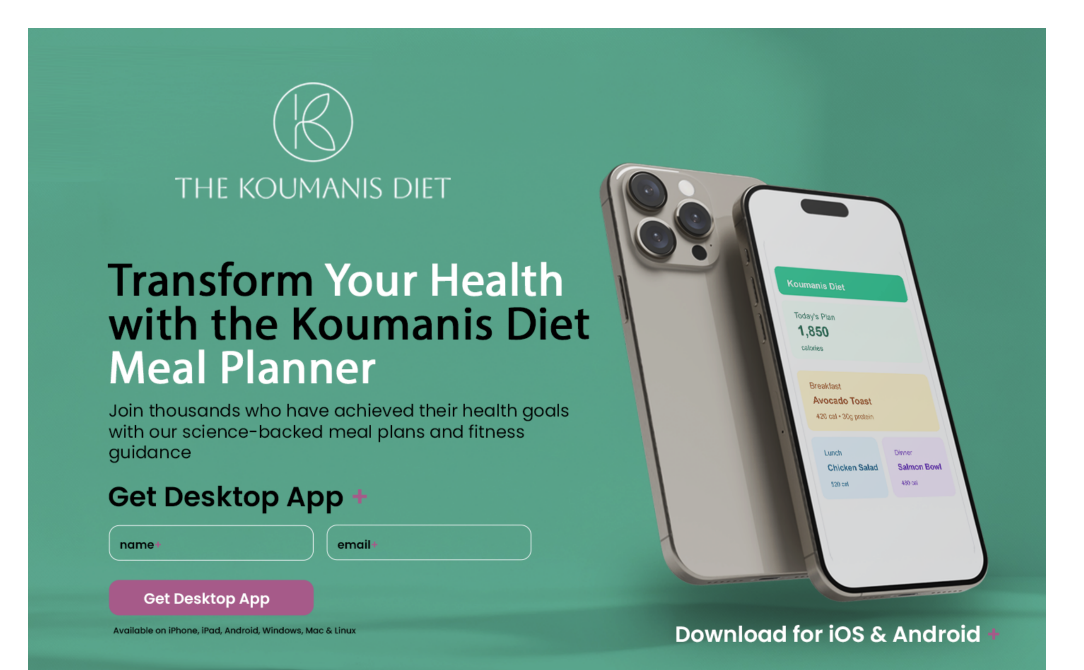 THE KOUMANIS DIET
Transform Your Health
with the Koumanis Diet
Meal Planner
Join thousands who have achieved their health goals
with our science-backed meal plans and fitness
guidance
Get Desktop App +
name+
email+
Get Desktop App
Available on iPhone, iPad, Android, Windows, Mac & Linux
Koumanis Diet
Today's Plan
1,850
calories
Breakfast
Avocado Toast
420 cal • 30g protein
Lunch
Chicken Salad
520 cal
Dinner
Salmon Bowl
480 cal
Download for iOS & Android +